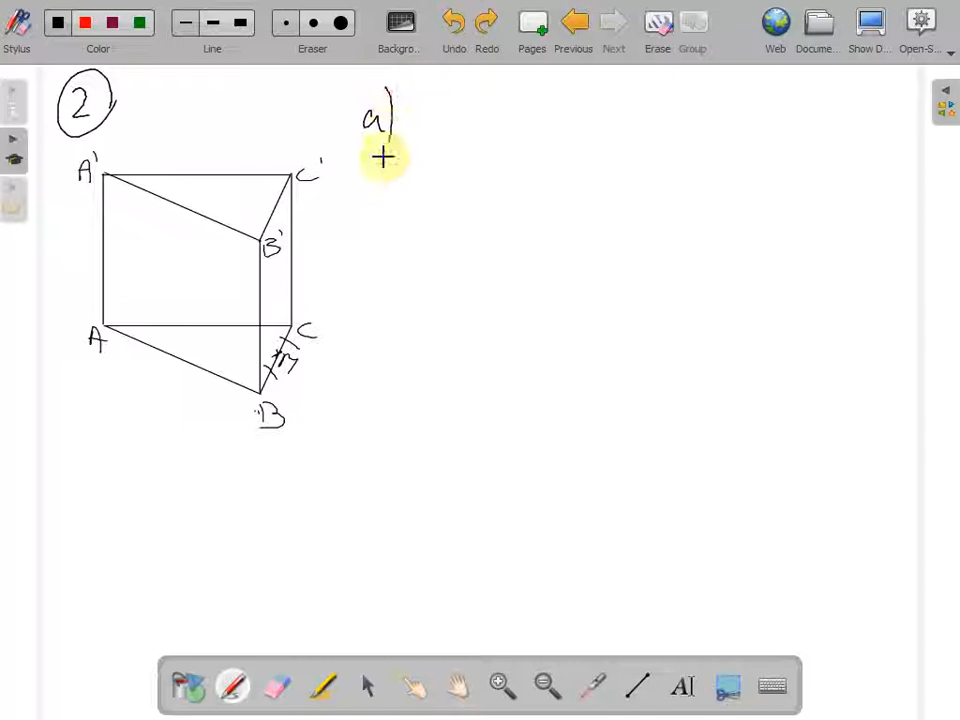 Stylus
Color
Line
Eraser
Backgro...
Undo
Redo
Pages
Previous
Next
Erase
Group
Web
Docume...
Show D...
Open-S...
2
a)
A'
C'
B'
A
C
M
B